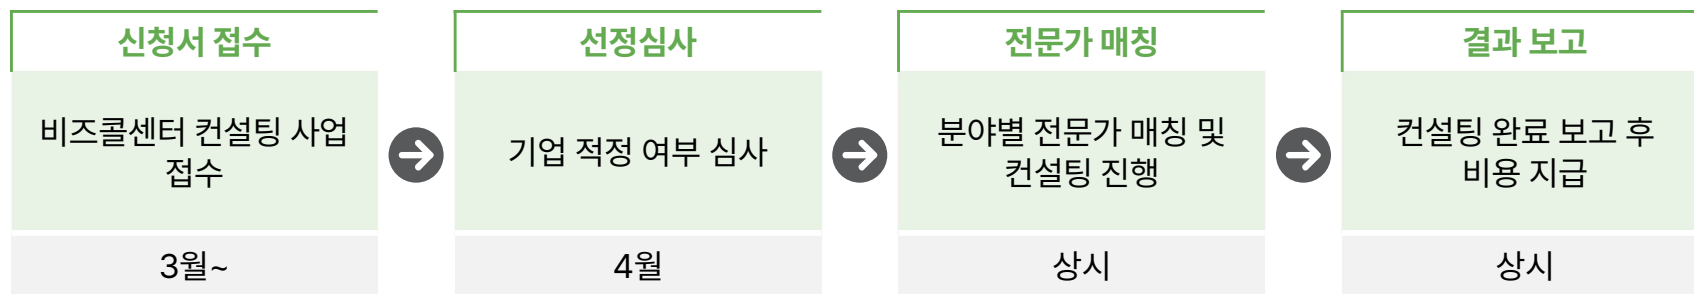 신청서 접수
선정심사
전문가 매칭
결과 보고
비즈콜센터 컨설팅 사업
접수
기업 적정 여부 심사
분야별 전문가 매칭 및
컨설팅 진행
컨설팅 완료 보고 후
비용 지급
3월~
4월
상시
상시